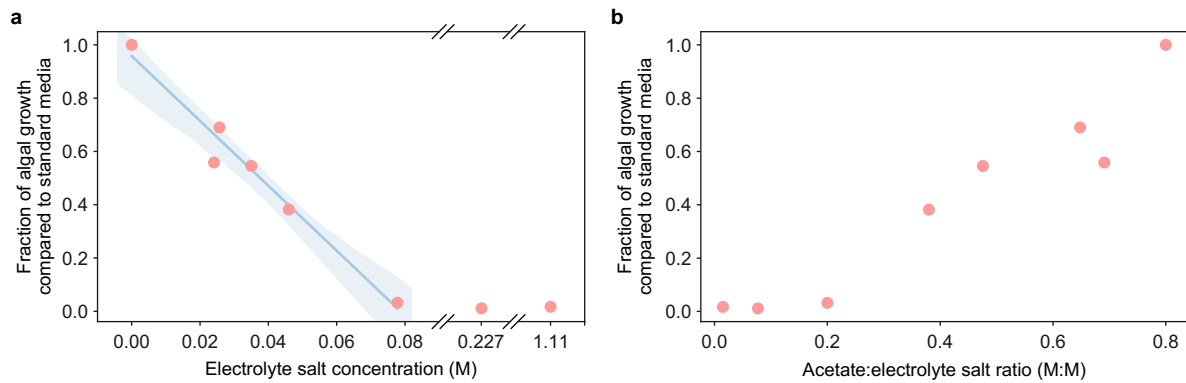 a
Fraction of algal growth
compared to standard media
1.0
0.8
0.6
0.4
0.2
0.0
0.00 0.02 0.04 0.06 0.08 0.227 1.11
Electrolyte salt concentration (M)
b
Fraction of algal growth
compared to standard media
1.0
0.8
0.6
0.4
0.2
0.0
0.0 0.2 0.4 0.6 0.8
Acetate:electrolyte salt ratio (M:M)